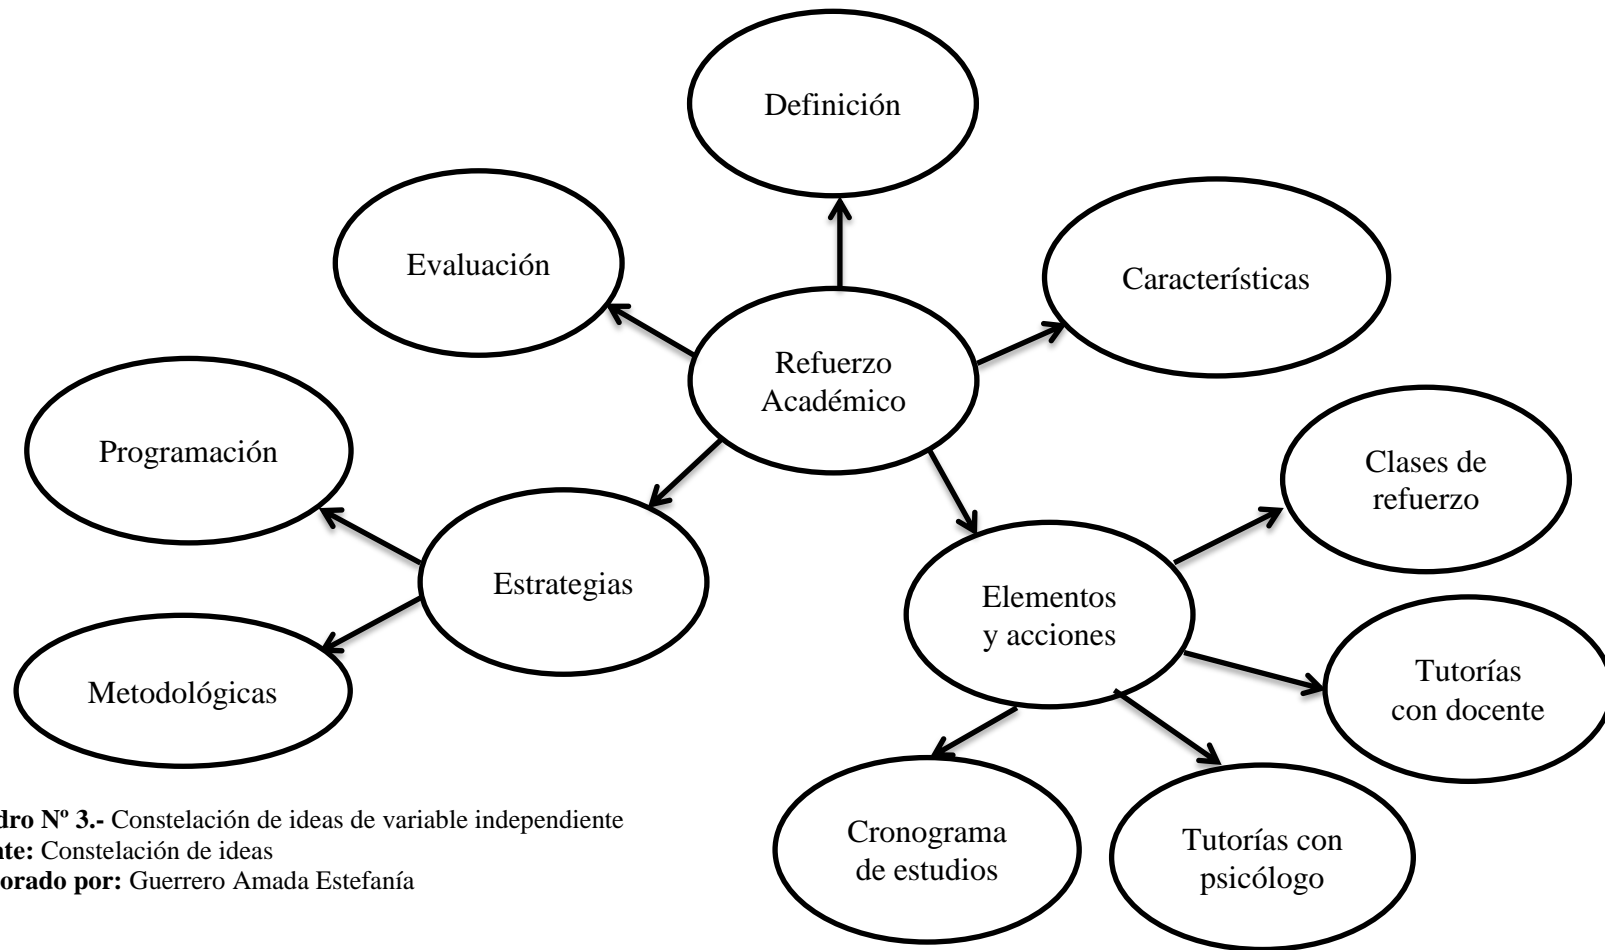 Definición
Evaluación
Característísticas
Refuerzo
Académico
Programación
Clases de
refuerzo
Estrategias
Elementos
y acciones
Metodológicas
Tutorías
con docente
Cronograma
de estudios
Tutorías con
psicólogo
dro Nº 3.- Constelación de ideas de variable independiente
nte: Constelación de ideas
orado por: Guerrero Amada Estefanía